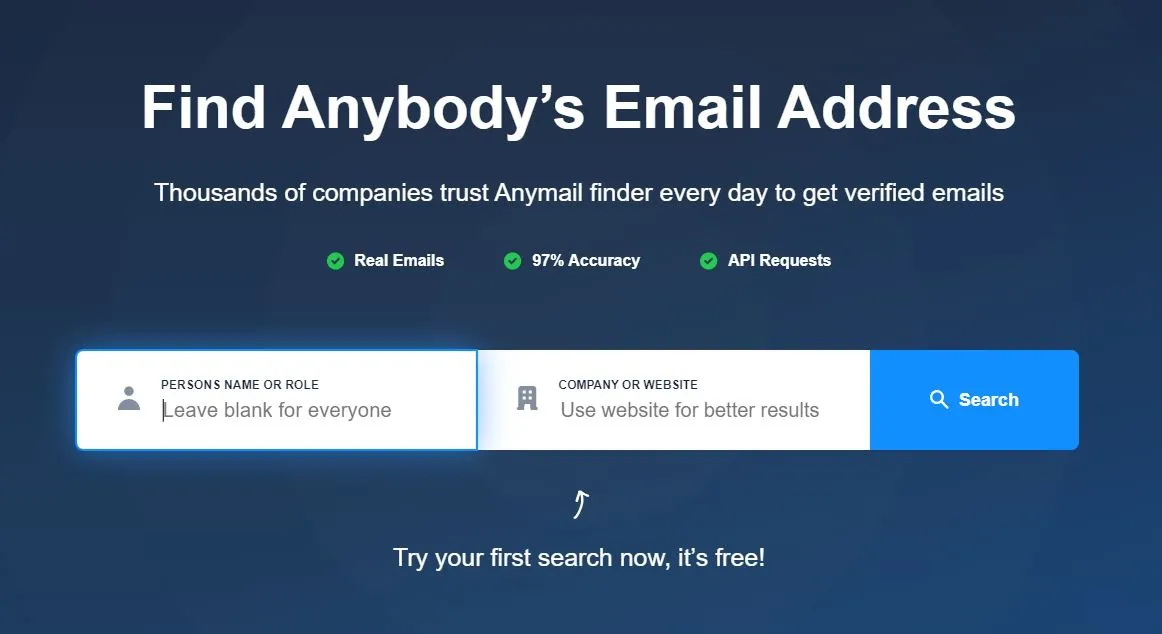 Find Anybody’s Email Address
Thousands of companies trust Anymail finder every day to get verified emails
Real Emails
97% Accuracy
API Requests
PERSONS NAME OR ROLE
Leave blank for everyone
COMPANY OR WEBSITE
Use website for better results
Search
Try your first search now, it’s free!